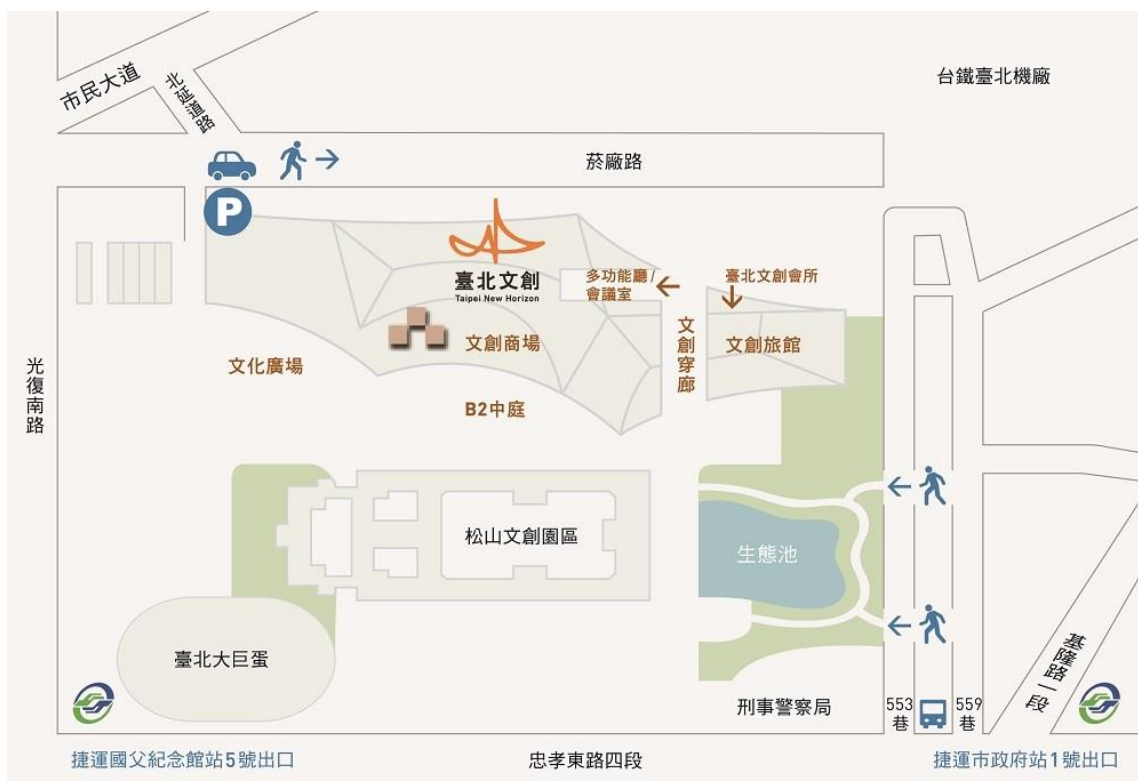 市民大道
北延道路
台鐵臺北機廠
菸廠路
P
臺北文創
Taipei New Horizon
多功能廳/
會議室
臺北文創會所
文創商場
文創穿廊
文創旅館
文化廣場
B2中庭
光復南路
松山文創園區
生態池
臺北大巨蛋
基隆路一段
刑事警察局
553
巷
559
巷
捷運國父紀念館站5號出口
忠孝東路四段
捷運市政府站1號出口